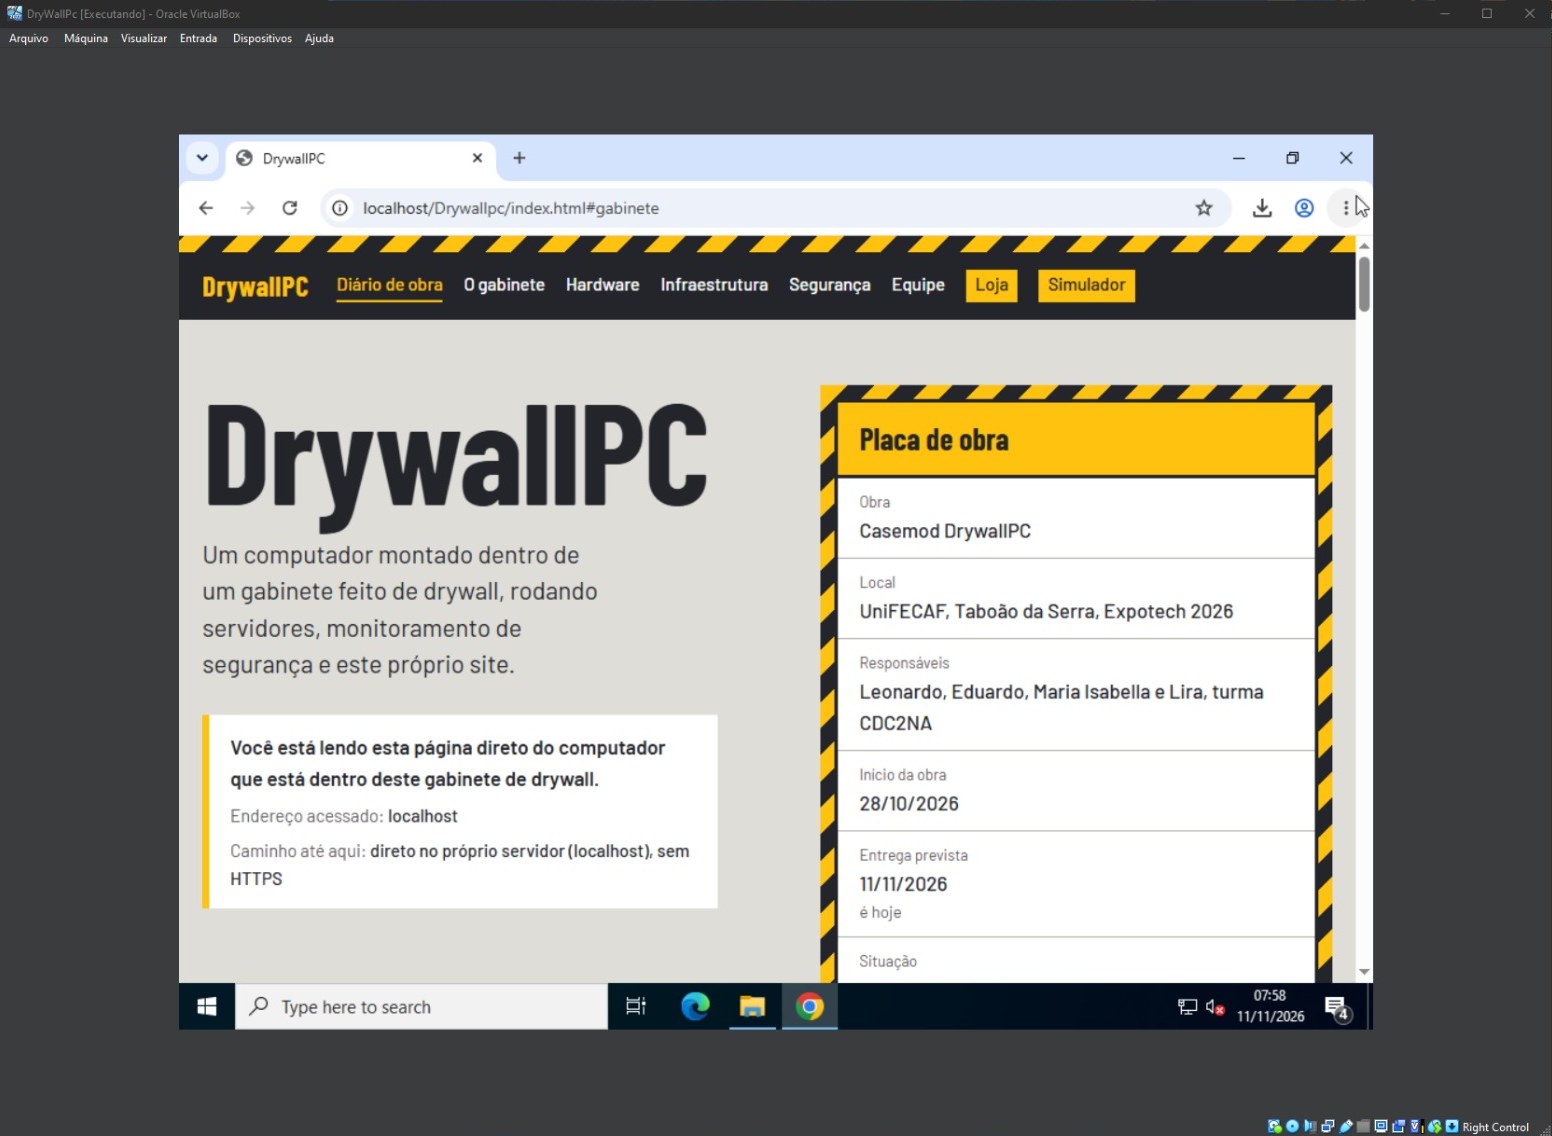 DryWallPc [Executando] - Oracle VirtualBox
Arquivo Máquina Visualizar Entrada Dispositivos Ajuda
DrywallPC
localhost/Drywallpc/index.html#gabinete
DrywallPC Diário de obra O gabinete Hardware Infraestrutura Segurança Equipe Loja Simulador
DrywallPC
Um computador montado dentro de
um gabinete feito de drywall, rodando
servidores, monitoramento de
segurança e este próprio site.
Você está lendo esta página direto do computador
que está dentro deste gabinete de drywall.
Endereço acessado: localhost
Caminho até aqui: direto no próprio servidor (localhost), sem
HTTPS
Placa de obra
Obra
Casemod DrywallPC
Local
UniFECAF, Taboão da Serra, Expotech 2026
Responsáveis
Leonardo, Eduardo, Maria Isabella e Lira, turma
CDC2NA
Início da obra
28/10/2026
Entrega prevista
11/11/2026
é hoje
Situação
Type here to search
07:58
11/11/2026
4
Right Control